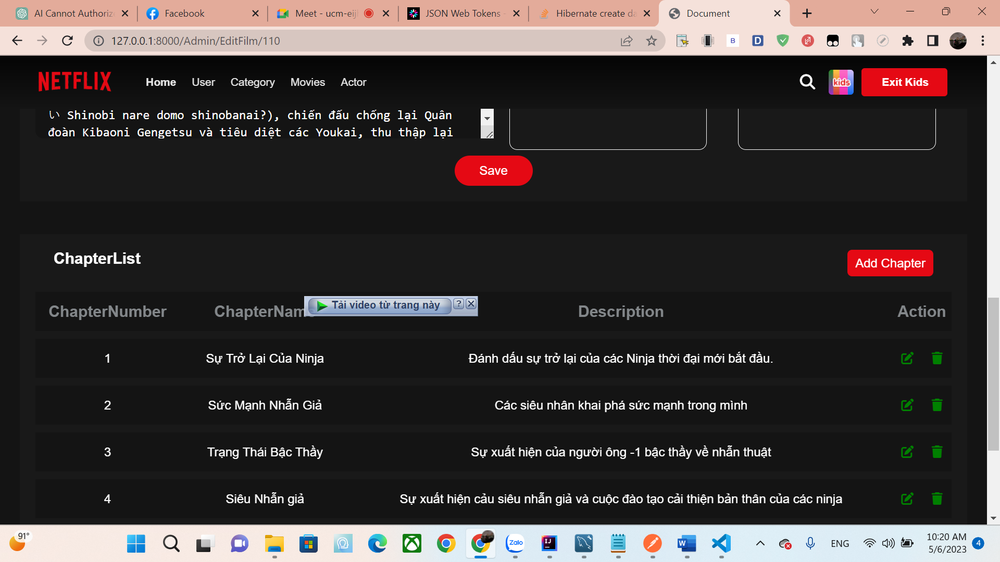 AI Cannot Authoriz
Facebook
Meet - ucm-eijl
JSON Web Tokens -
Hibernate create da
Document
127.0.0.1:8000/Admin/EditFilm/110
B
D
NETFLIX
Home
User
Category
Movies
Actor
kids
Exit Kids
い Shinobi nare domo shinobanai?), chiến đấu chống lại Quân
đoàn Kibaoni Gengetsu và tiêu diệt các Youkai, thu thập lại
Save
ChapterList
Add Chapter
ChapterNumber
ChapterNam
Tải video từ trang này
?
Description
Action
1
Sự Trở Lại Của Ninja
Đánh dấu sự trở lại của các Ninja thời đại mới bắt đầu.
2
Sức Mạnh Nhẫn Giả
Các siêu nhân khai phá sức mạnh trong mình
3
Trạng Thái Bậc Thầy
Sự xuất hiện của người ông -1 bậc thầy về nhẫn thuật
4
Siêu Nhẫn giả
Sự xuất hiện cảu siêu nhẫn giả và cuộc đào tạo cải thiện bản thân của các ninja
91°
Zalo
IJ
W
ENG
10:20 AM
5/6/2023
4